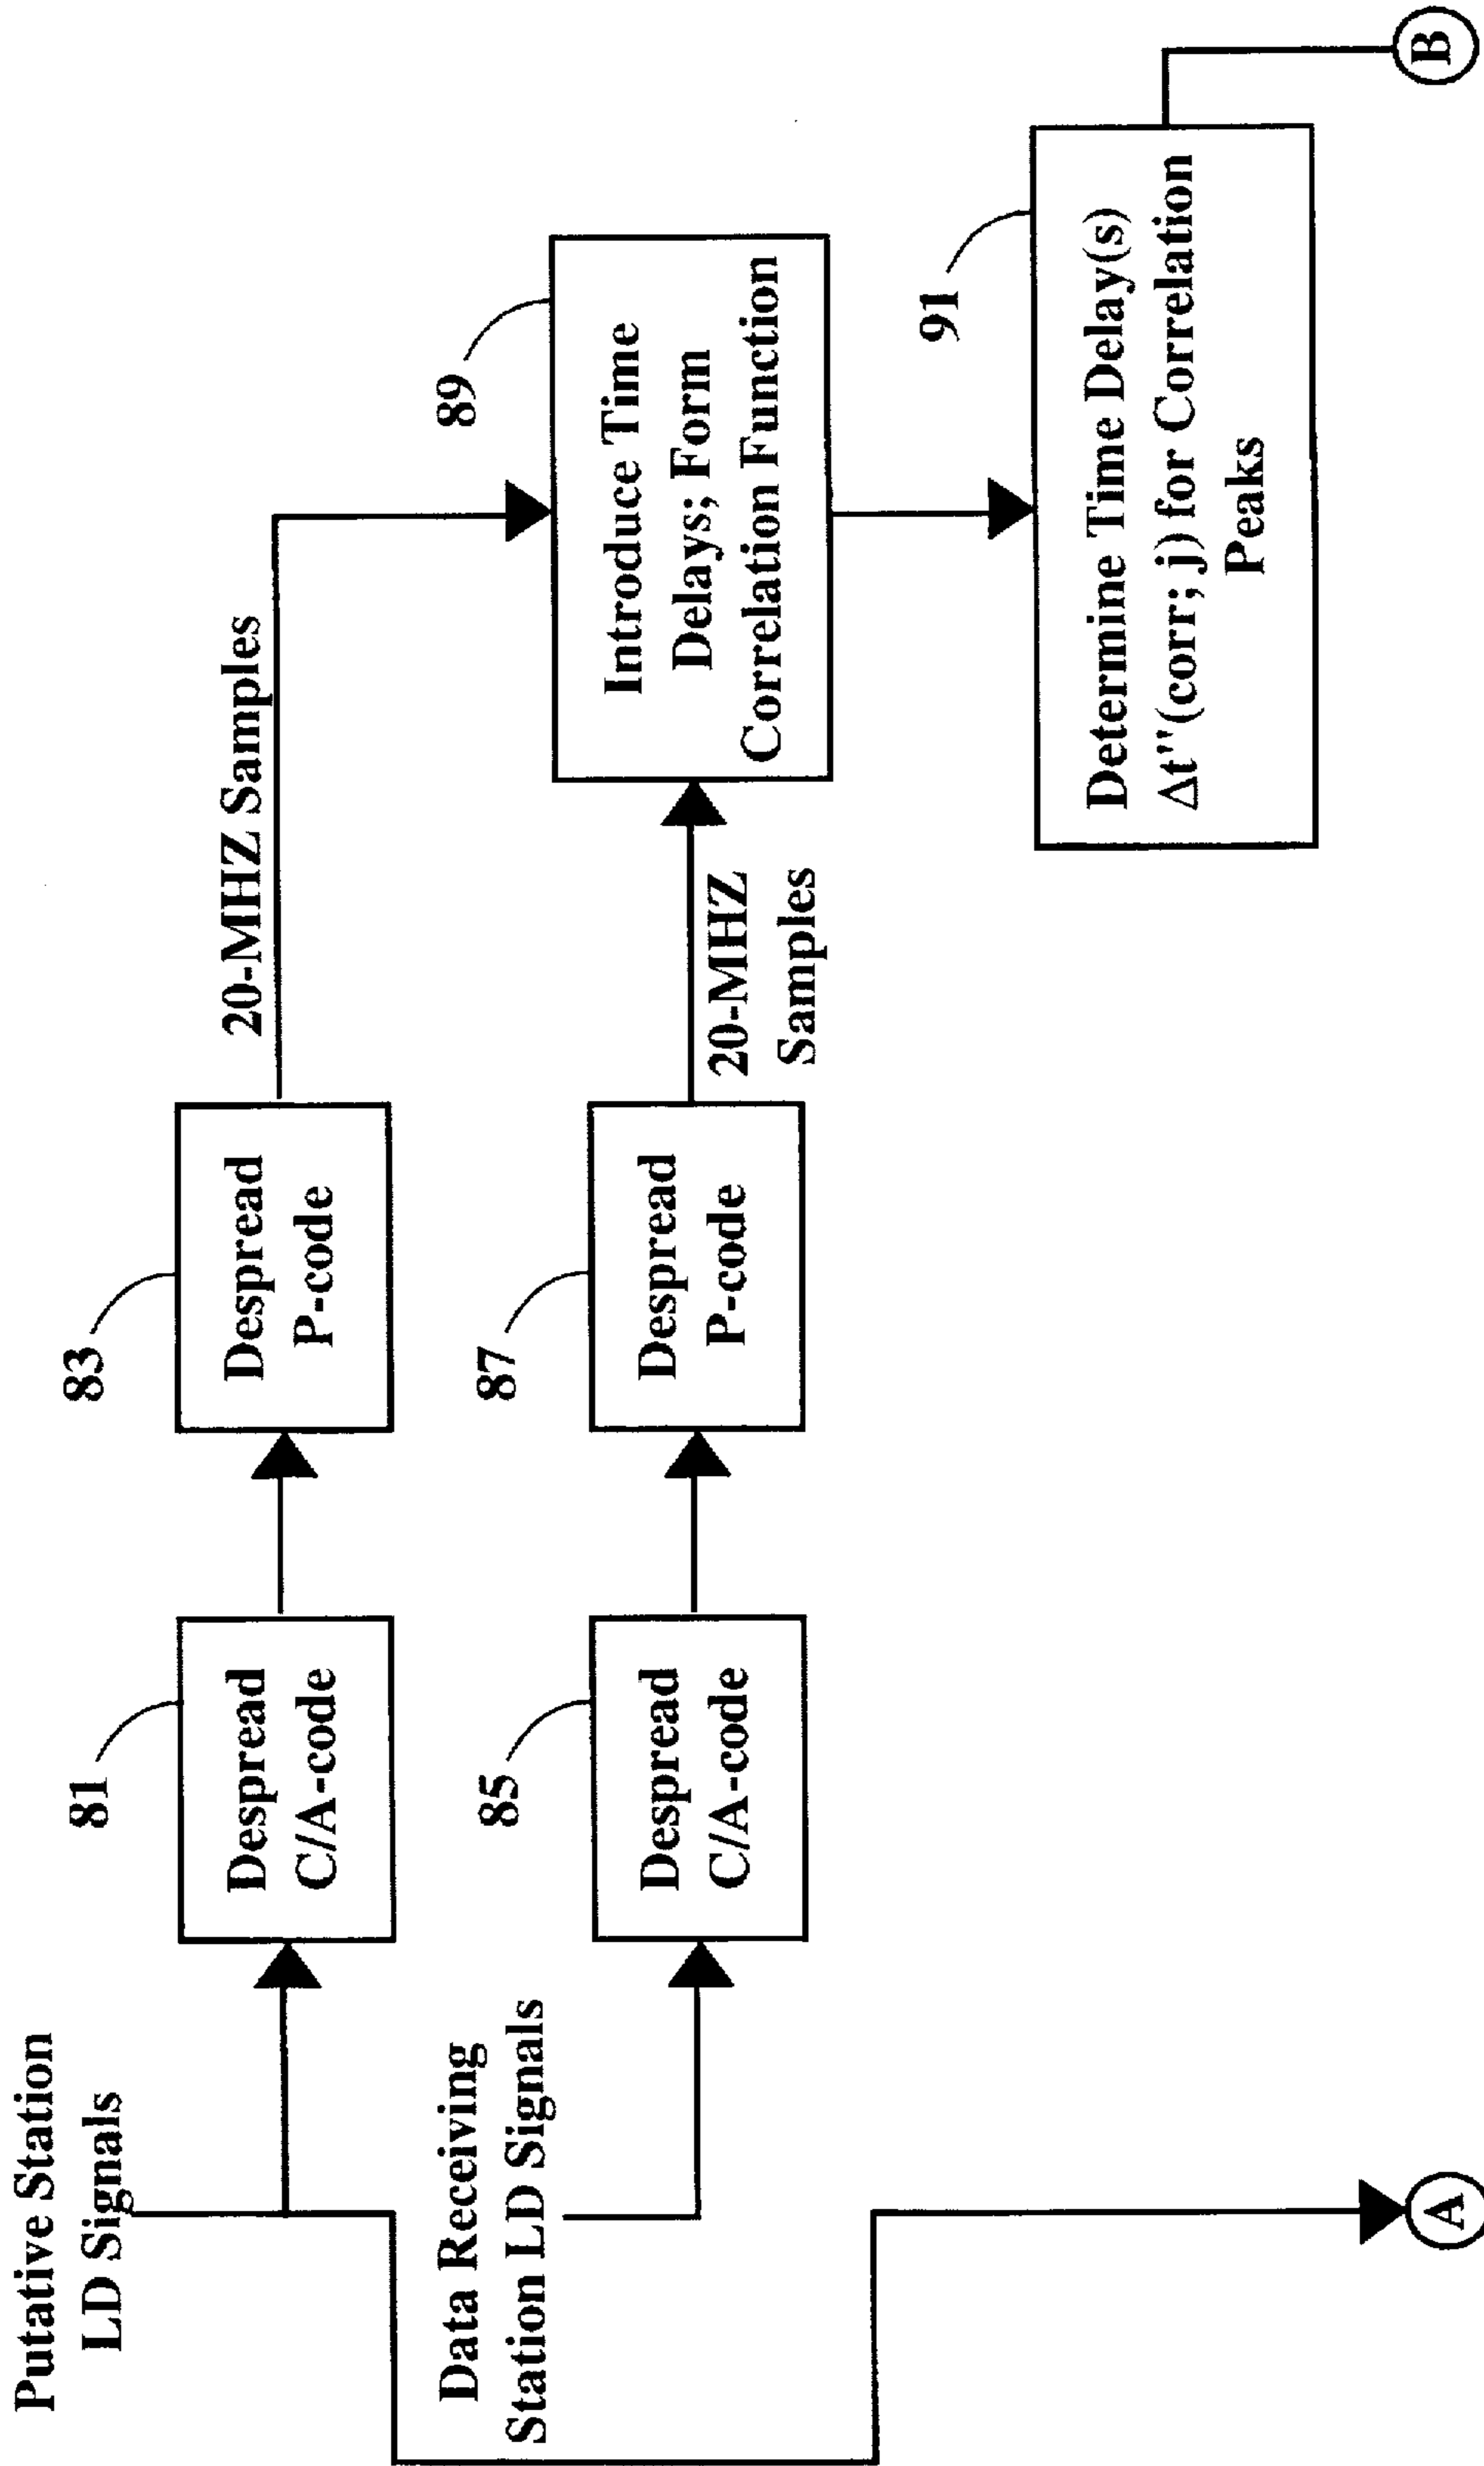 Putative Station
LD Signals
81
Despread
C/A-code
83
Despread
P-code
20-MHZ Samples
Data Receiving
Station LD Signals
85
Despread
C/A-code
87
Despread
P-code
20-MHZ
Samples
89
Introduce Time
Delays; Form
Correlation Function
91
Determine Time Delay(s)
Δt''(corr; j) for Correlation
Peaks
A
B